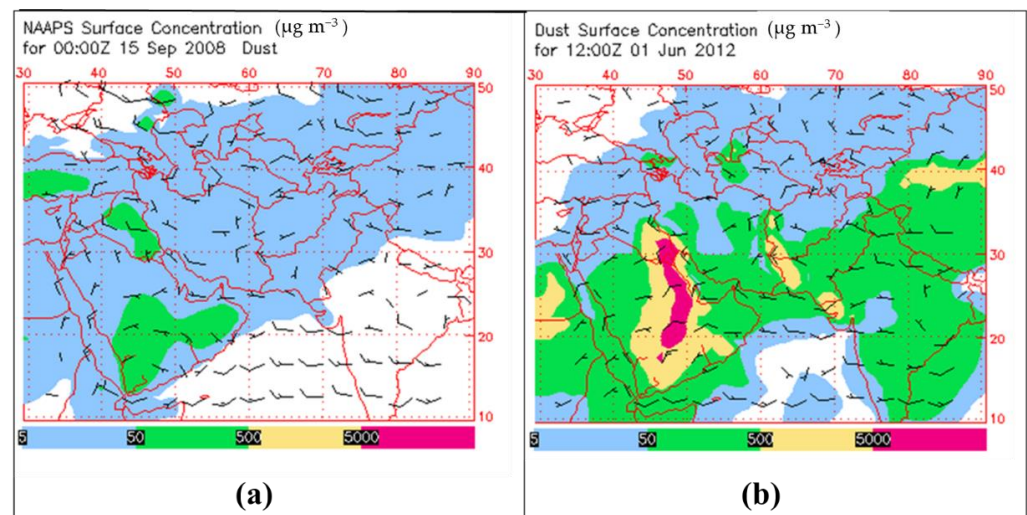 NAAPS Surface Concentration (µg m⁻³)
for 00:00Z 15 Sep 2008 Dust
30 40 50 60 70 80 90
50
40
30
20
10
5 50 500 5000
(a)
Dust Surface Concentration (µg m⁻³)
for 12:00Z 01 Jun 2012
30 40 50 60 70 80 90
50
40
30
20
10
5 50 500 5000
(b)